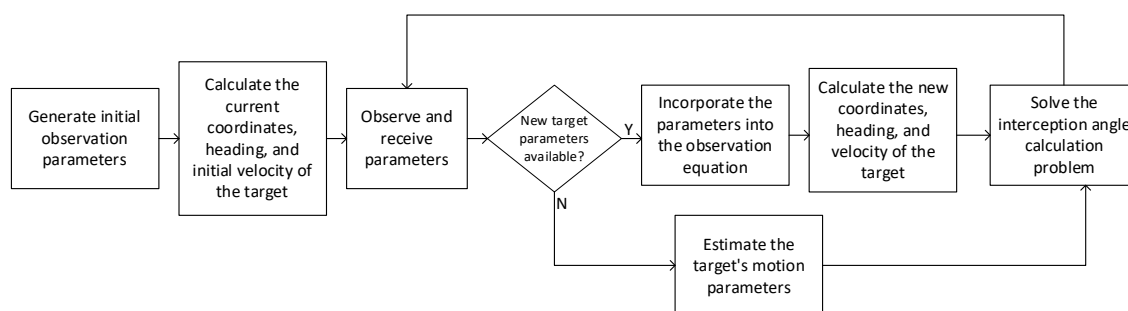 Generate initial
observation
parameters
Calculate the
current
coordinates,
heading, and
initial velocity of
the target
Observe and
receive
parameters
New target
parameters
available?
Y
N
Incorporate the
parameters into
the observation
equation
Calculate the new
coordinates,
heading, and
velocity of the
target
Solve the
interception angle
calculation
problem
Estimate the
target's motion
parameters